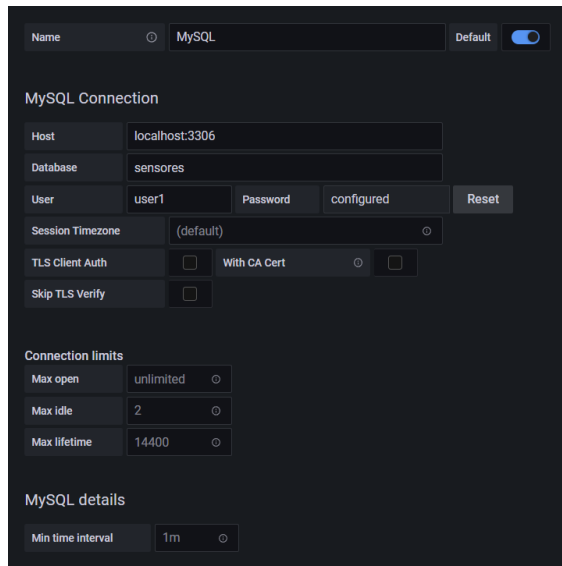 Name MySQL Default
MySQL Connection
Host localhost:3306
Database sensores
User user1 Password configured Reset
Session Timezone (default)
TLS Client Auth With CA Cert
Skip TLS Verify
Connection limits
Max open unlimited
Max idle 2
Max lifetime 14400
MySQL details
Min time interval 1m